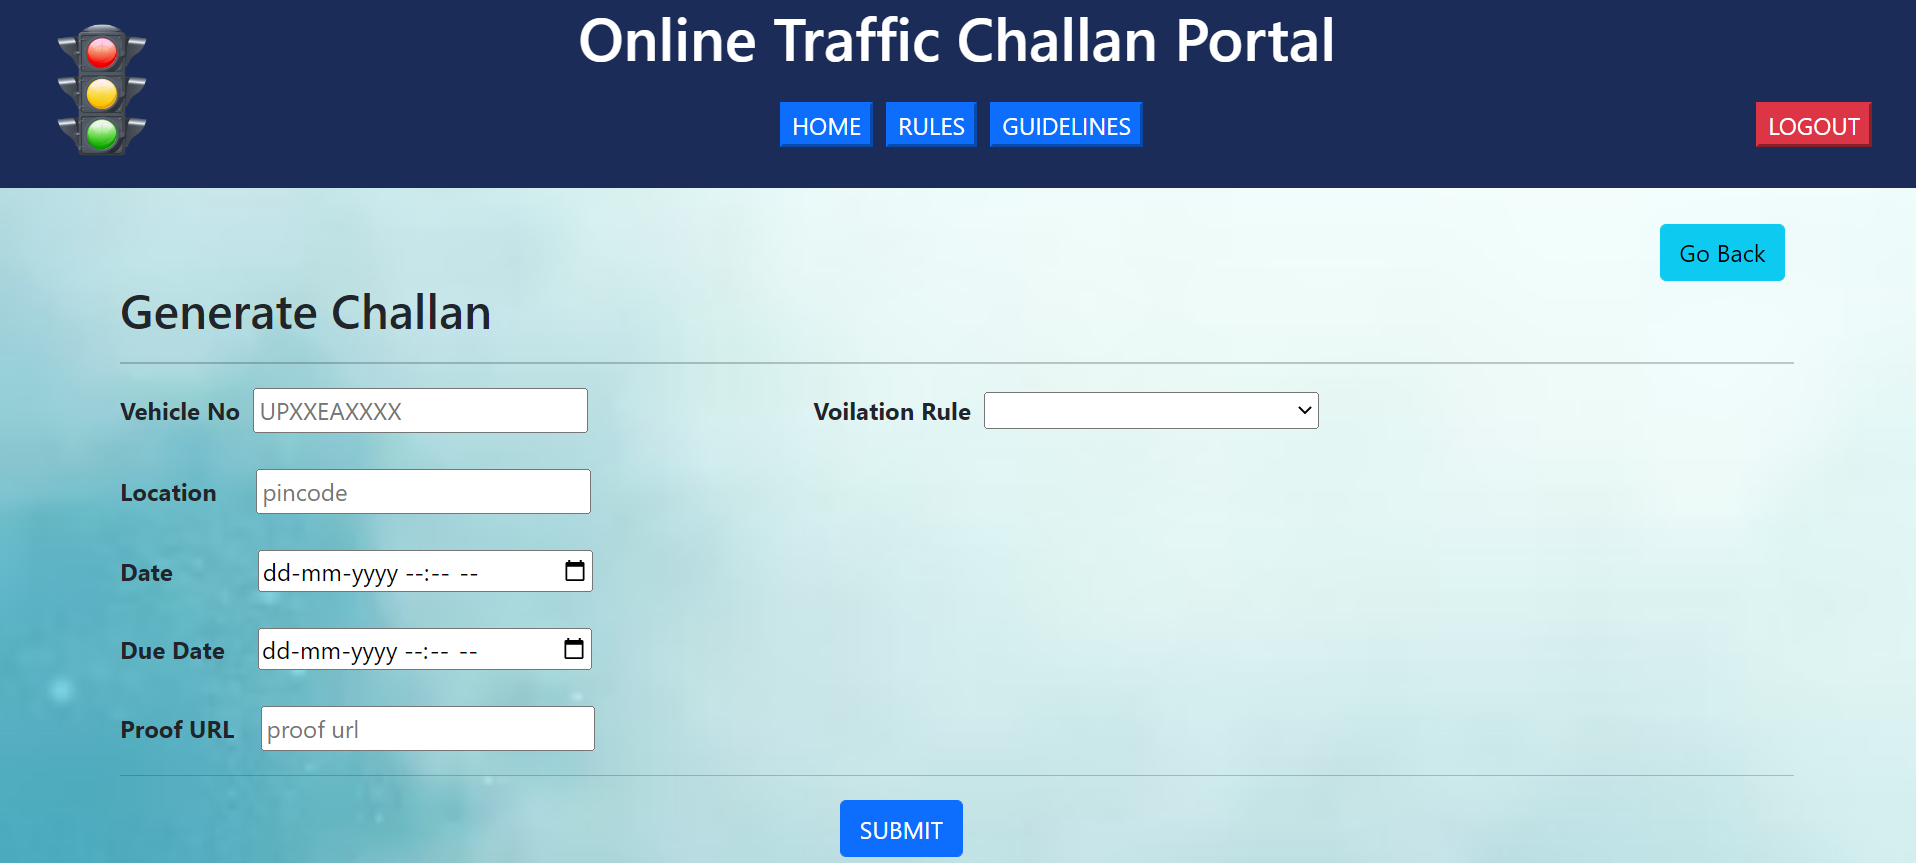 Online Traffic Challan Portal
HOME RULES GUIDELINES LOGOUT
Go Back
Generate Challan
Vehicle No UPXXEAXXXX Voilation Rule
Location pincode
Date dd-mm-yyyy --:-- --
Due Date dd-mm-yyyy --:-- --
Proof URL proof url
SUBMIT